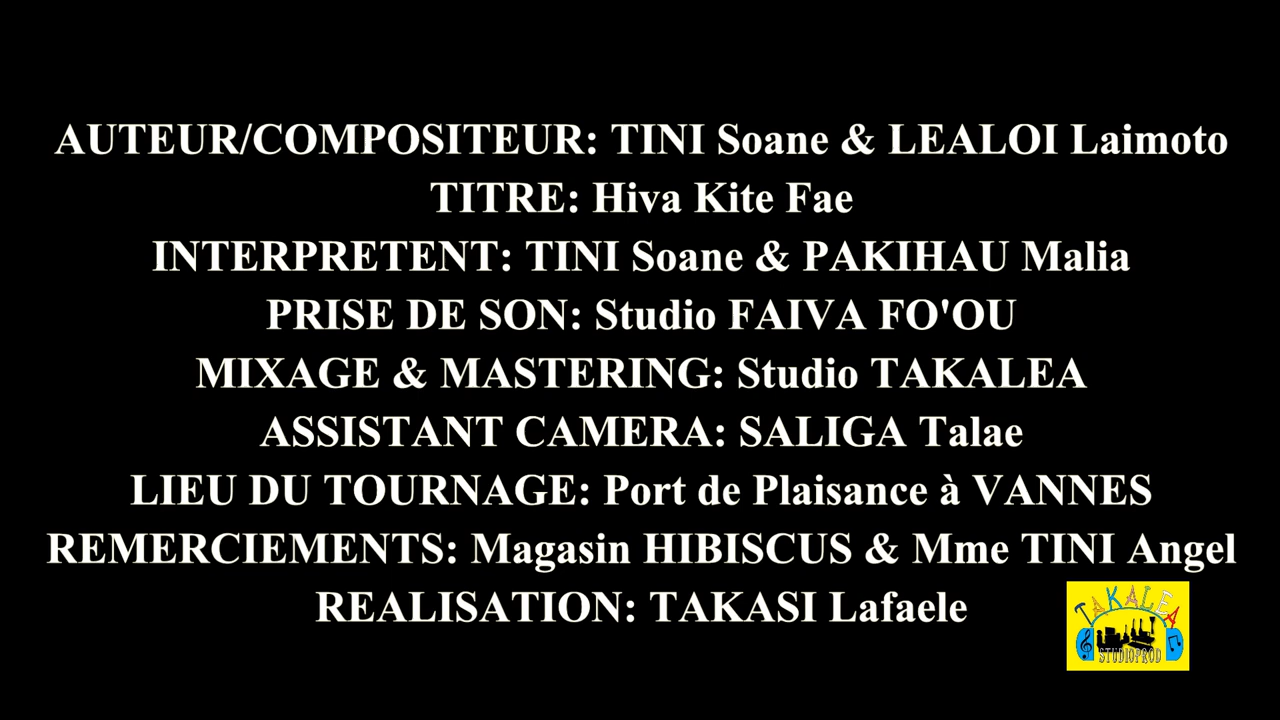 AUTEUR/COMPOSITEUR: TINI Soane & LEALOI Laimoto
TITRE: Hiva Kite Fae
INTERPRETENT: TINI Soane & PAKIHAU Malia
PRISE DE SON: Studio FAIVA FO'OU
MIXAGE & MASTERING: Studio TAKALEA
ASSISTANT CAMERA: SALIGA Talae
LIEU DU TOURNAGE: Port de Plaisance à VANNES
REMERCIEMENTS: Magasin HIBISCUS & Mme TINI Angel
REALISATION: TAKASI Lafaele
TAKALEA
STUDIOPROD